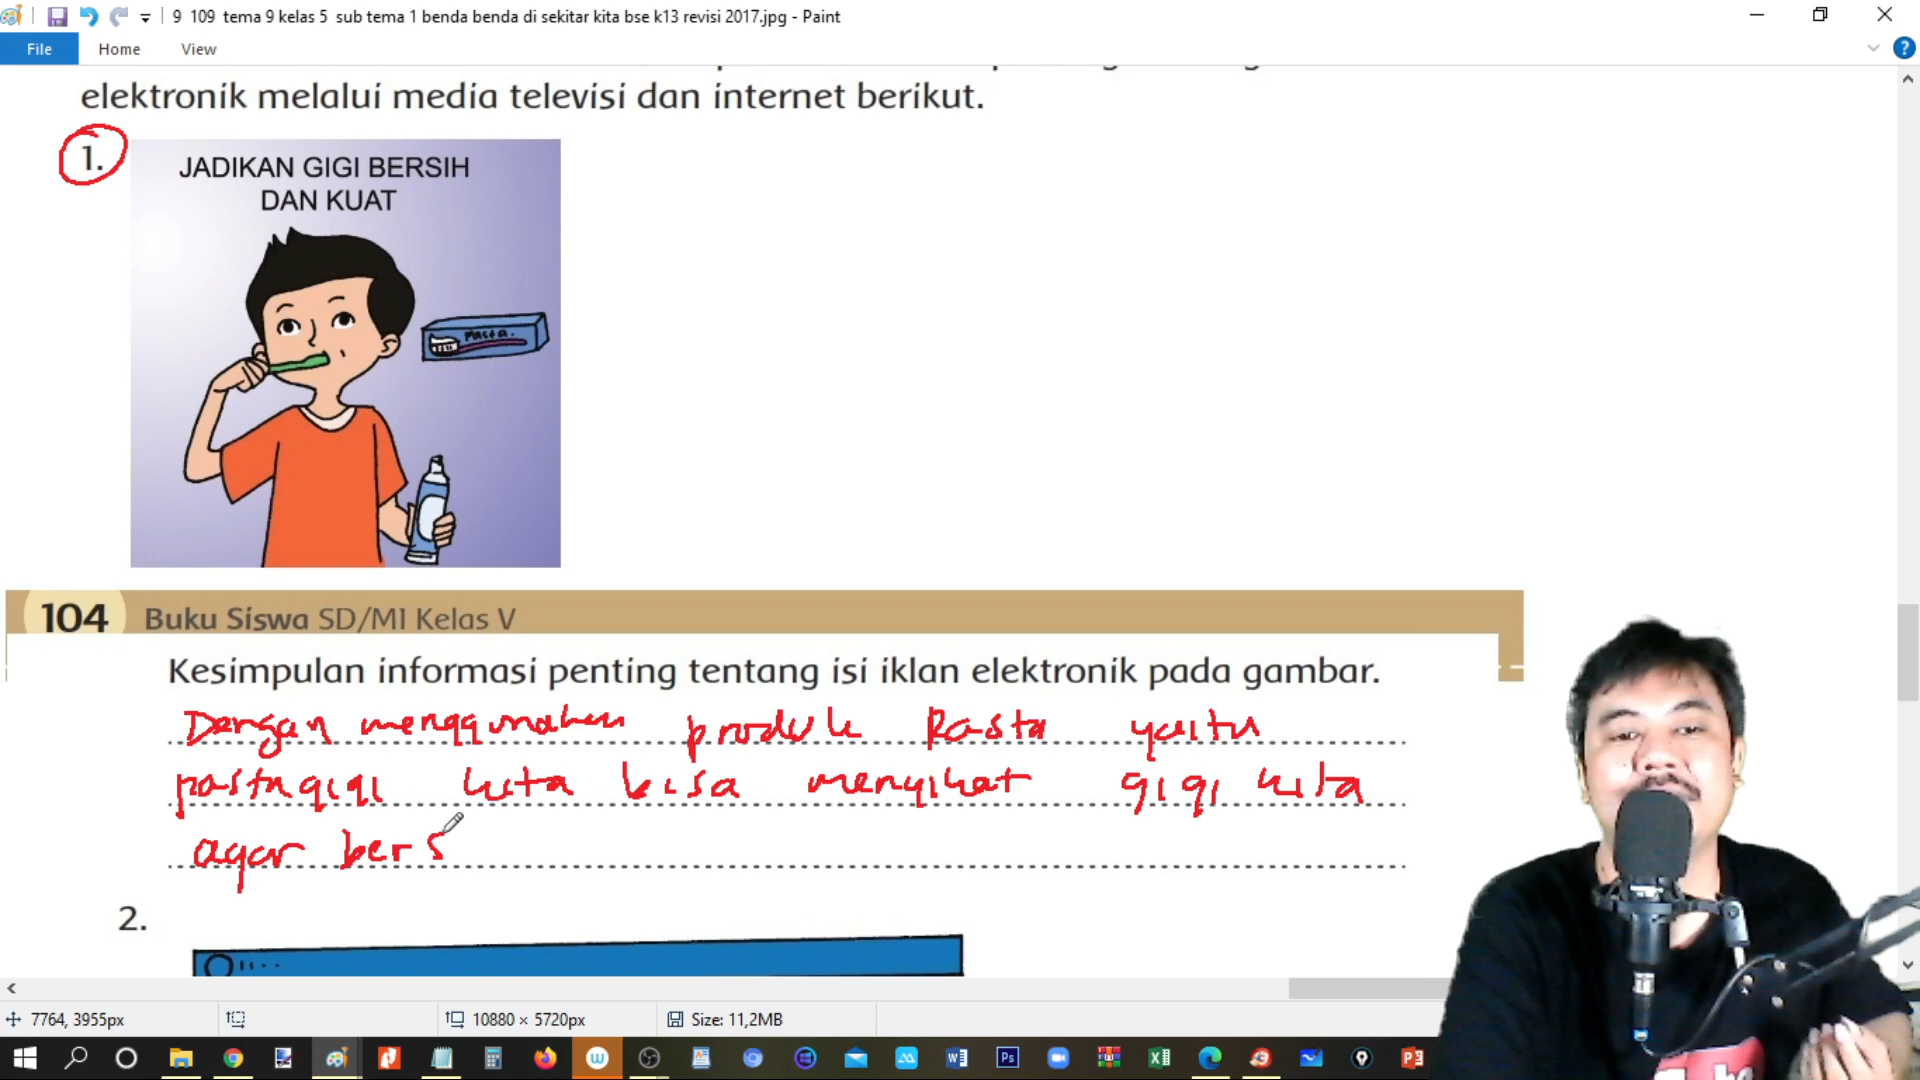 9 109 tema 9 kelas 5 sub tema 1 benda benda di sekitar kita bse k13 revisi 2017.jpg - Paint
File Home View
elektronik melalui media televisi dan internet berikut.
1.
JADIKAN GIGI BERSIH
DAN KUAT
Pasta.
104 Buku Siswa SD/MI Kelas V
Kesimpulan informasi penting tentang isi iklan elektronik pada gambar.
Dengan menggunakan produk Rasta yaitu
pasta gigi kita bisa menyikat gigi kita
agar bers
2.
7764, 3955px 10880 × 5720px Size: 11,2MB